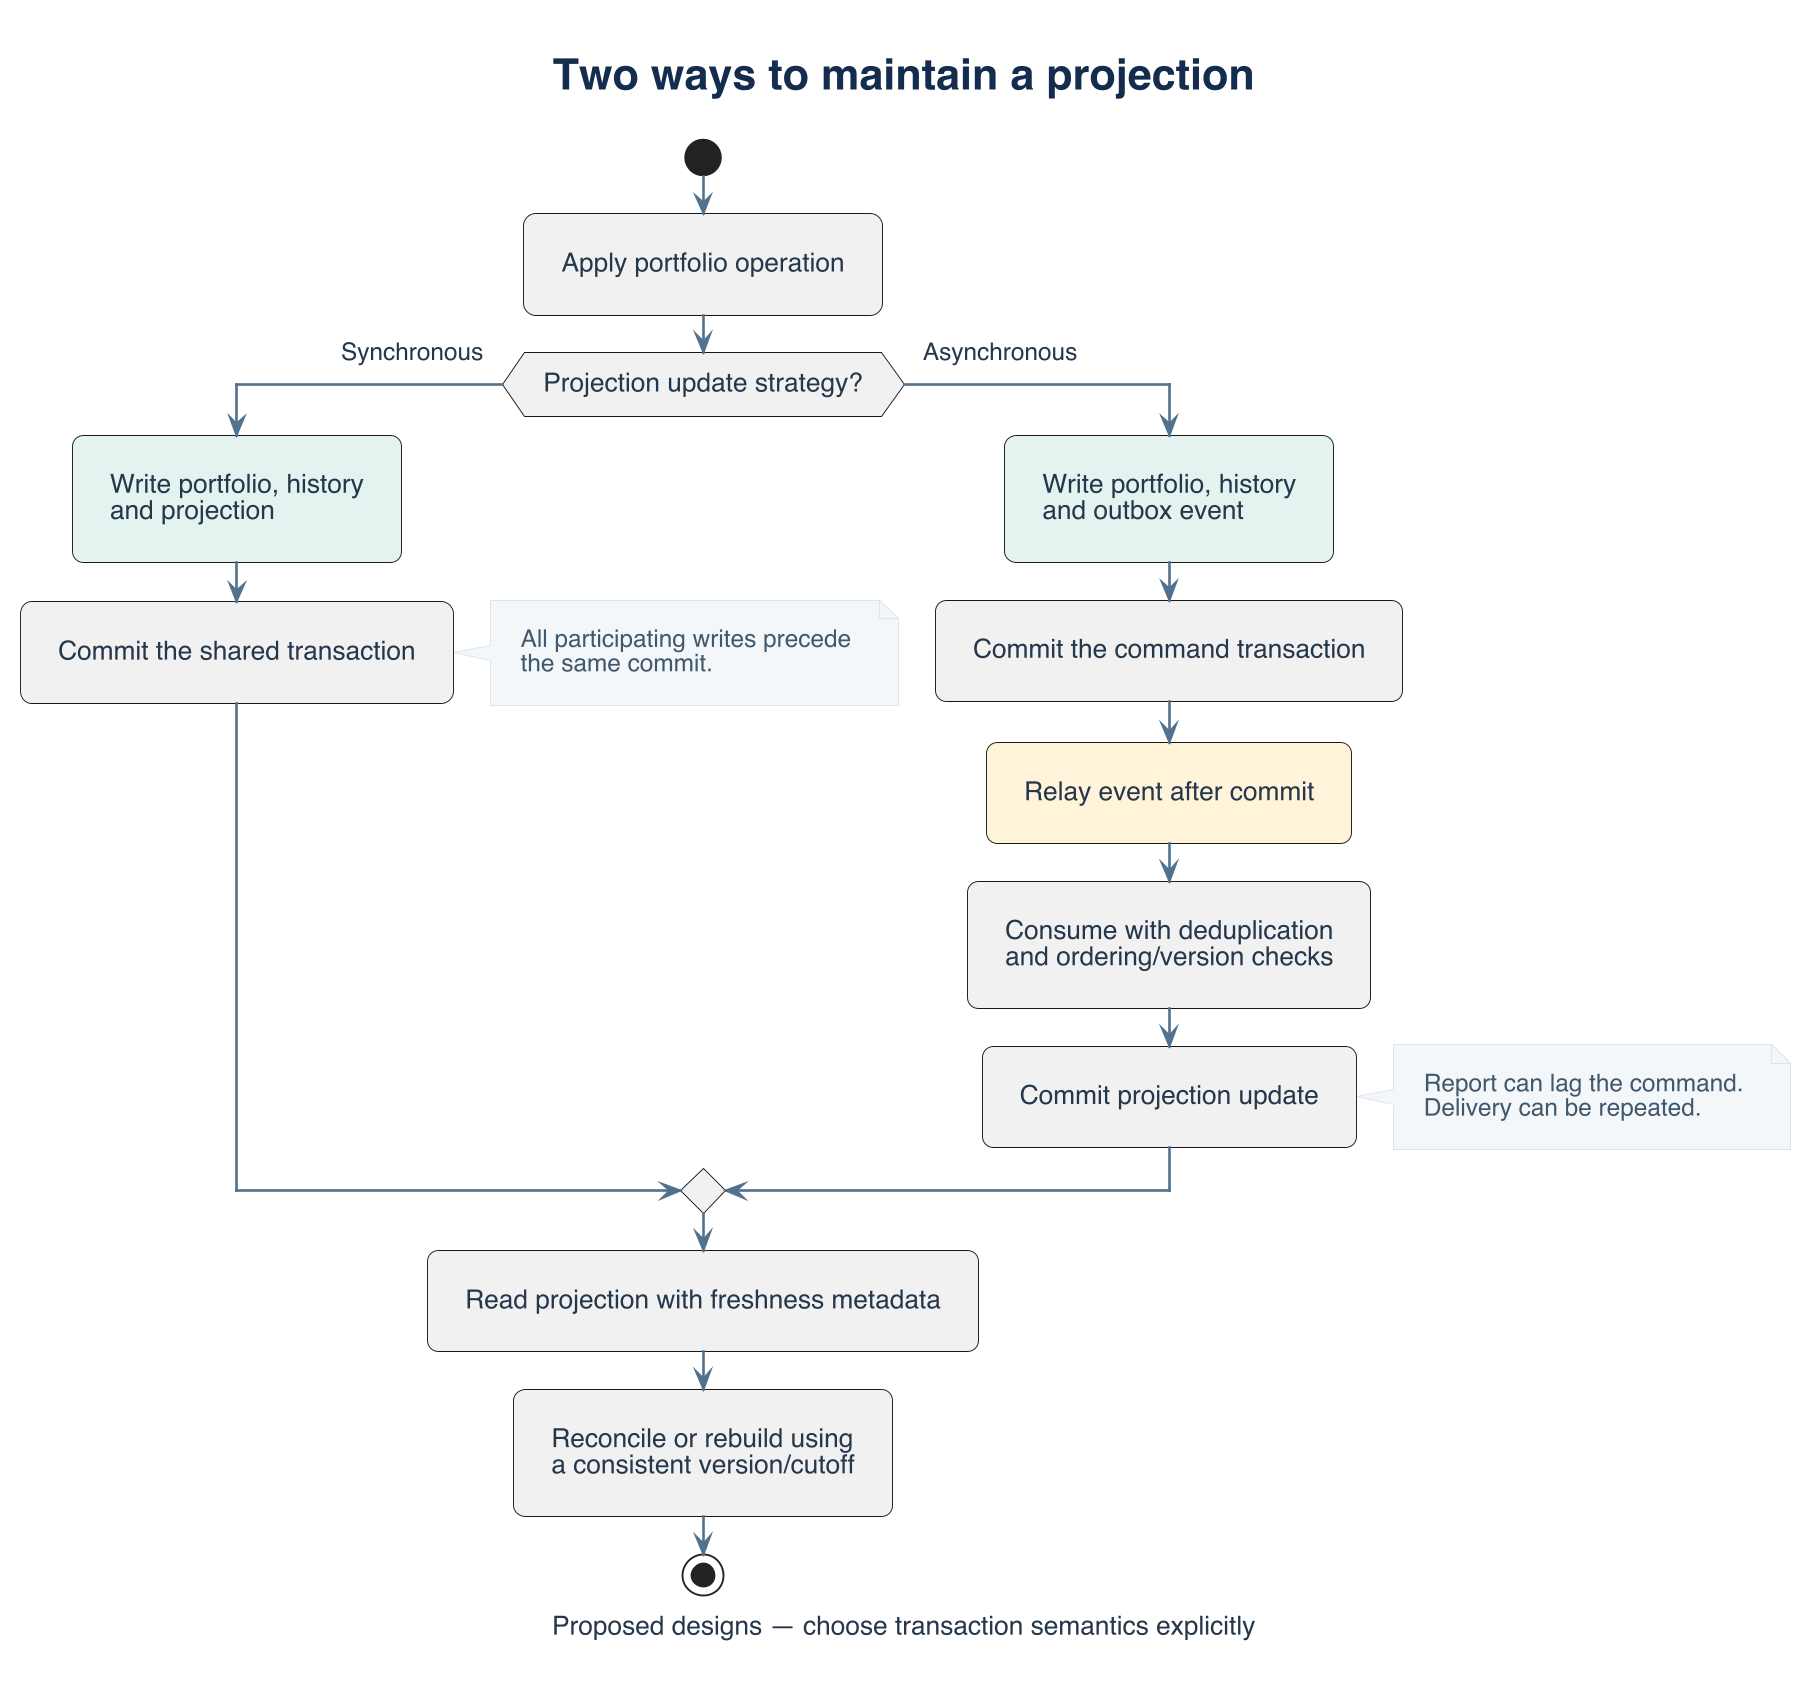 Two ways to maintain a projection
Apply portfolio operation
Projection update strategy?
Synchronous
Asynchronous
Write portfolio, history
and projection
Commit the shared transaction
All participating writes precede
the same commit.
Write portfolio, history
and outbox event
Commit the command transaction
Relay event after commit
Consume with deduplication
and ordering/version checks
Commit projection update
Report can lag the command.
Delivery can be repeated.
Read projection with freshness metadata
Reconcile or rebuild using
a consistent version/cutoff
Proposed designs — choose transaction semantics explicitly